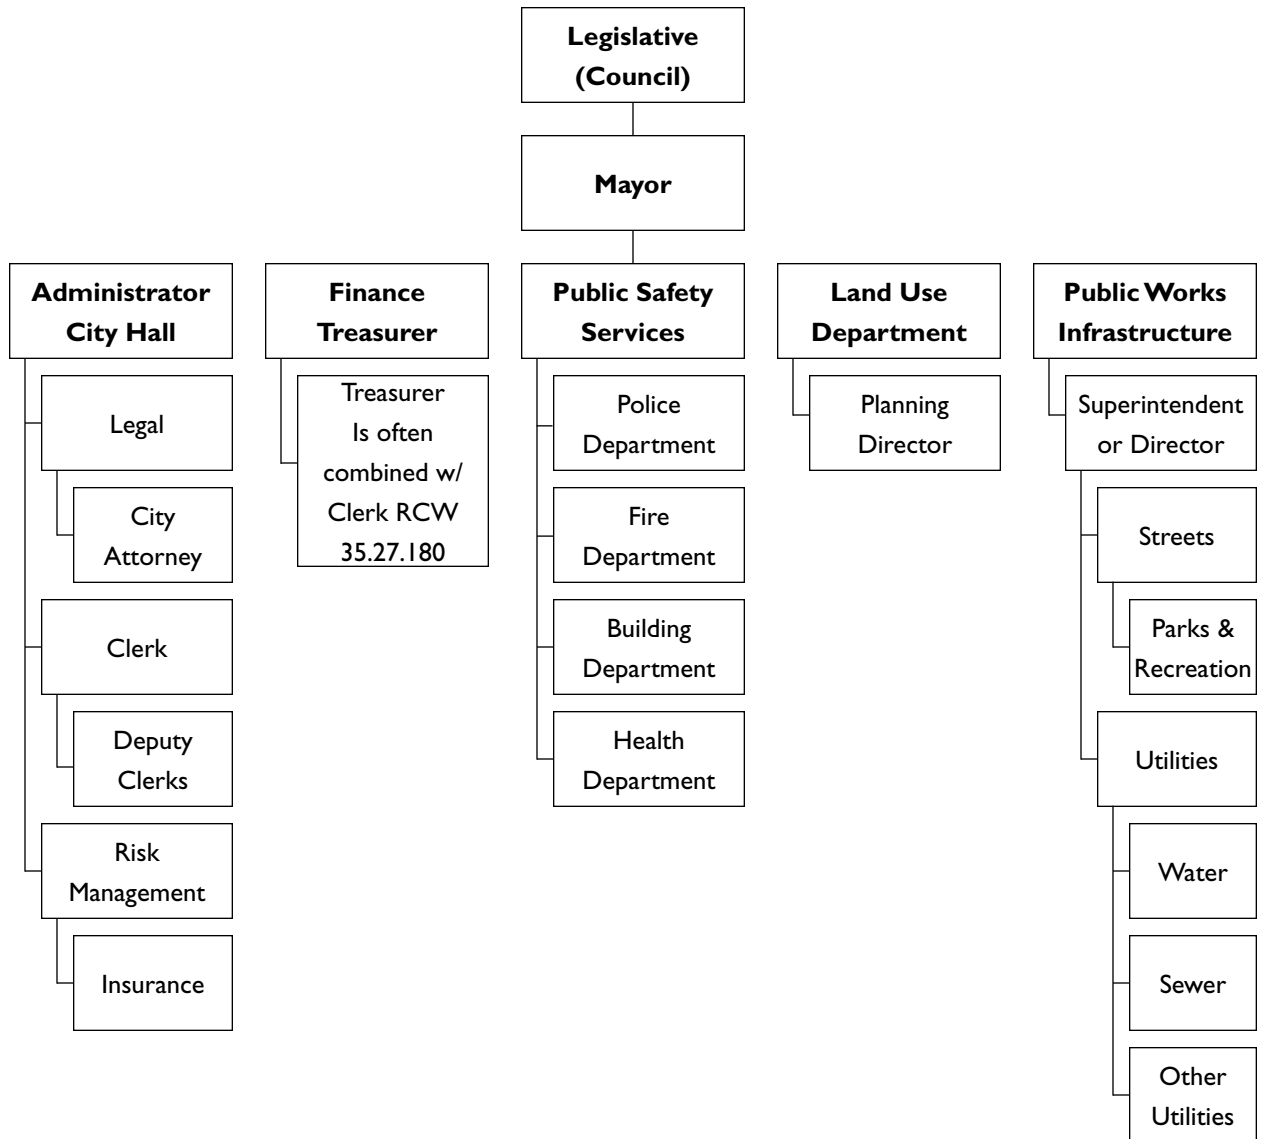 Legislative
(Council)
Mayor
Administrator
City Hall
Legal
City
Attorney
Clerk
Deputy
Clerks
Risk
Management
Insurance
Finance
Treasurer
Treasurer
Is often
combined w/
Clerk RCW
35.27.180
Public Safety
Services
Police
Department
Fire
Department
Building
Department
Health
Department
Land Use
Department
Planning
Director
Public Works
Infrastructure
Superintendent
or Director
Streets
Parks &
Recreation
Utilities
Water
Sewer
Other
Utilities